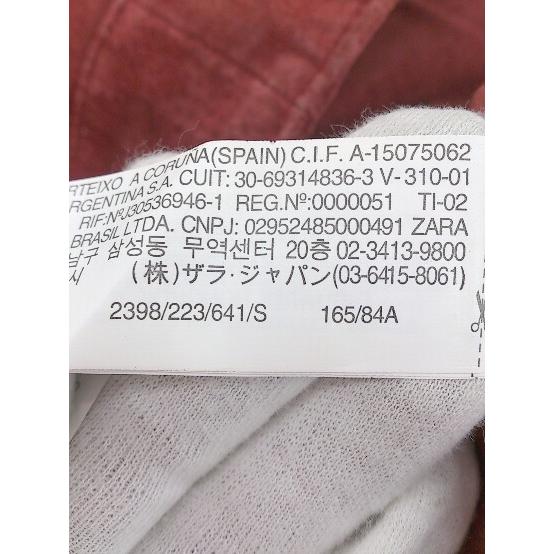 RTEIXO A CORUÑA (SPAIN) C.I.F. A-15075062
RGENTINA S.A. CUIT: 30-69314836-3 V-310-01
RIF:NºJ30536946-1 REG.Nº:0000051 TI-02
BRASIL LTDA. CNPJ: 02952485000491 ZARA
남구 삼성동 무역센터 20층 02-3413-9800
시 (株)ザラ·ジャパン(03-6415-8061)
2398/223/641/S 165/84A